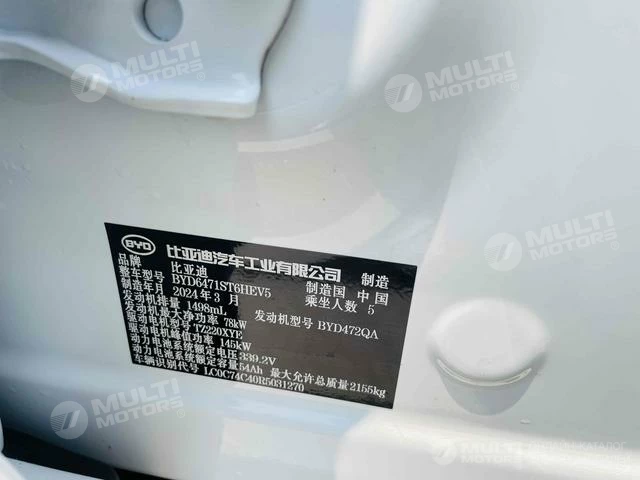 MULTI MOTORS
MULTI MOTORS
BYD 比亚迪汽车工业有限公司 制造
品牌 比亚迪 制造国 中国
整车型号 BYD6471ST6HEV5 乘坐人数 5
制造年月 2024年3月
发动机排量 1498mL 发动机型号 BYD472QA
发动机最大净功率 78kW
驱动电机型号 TZ220XYE
驱动电机峰值功率 145kW
动力电池系统额定电压 339.2V
动力电池系统额定容量 54Ah 最大允许总质量 2155kg
车辆识别代号 LC0C74C40R5031270
MULTI MOTORS
MULTI MOTORS
MULTI MOTORS